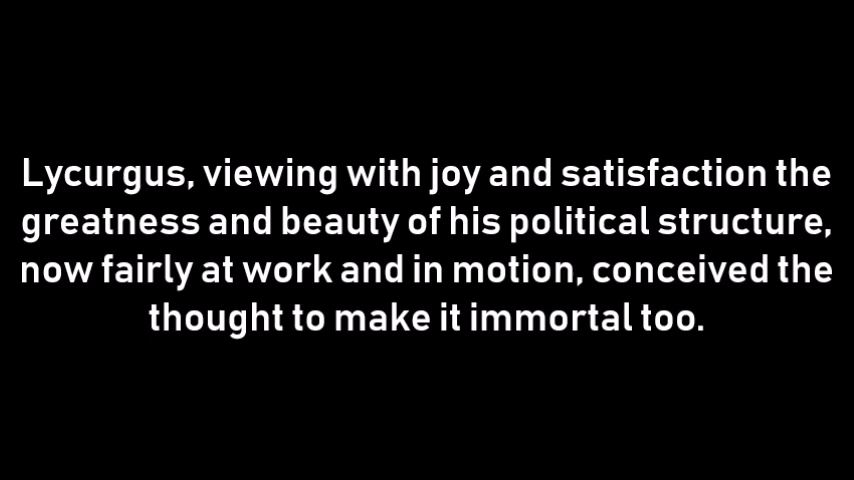 Lycurgus, viewing with joy and satisfaction the
greatness and beauty of his political structure,
now fairly at work and in motion, conceived the
thought to make it immortal too.